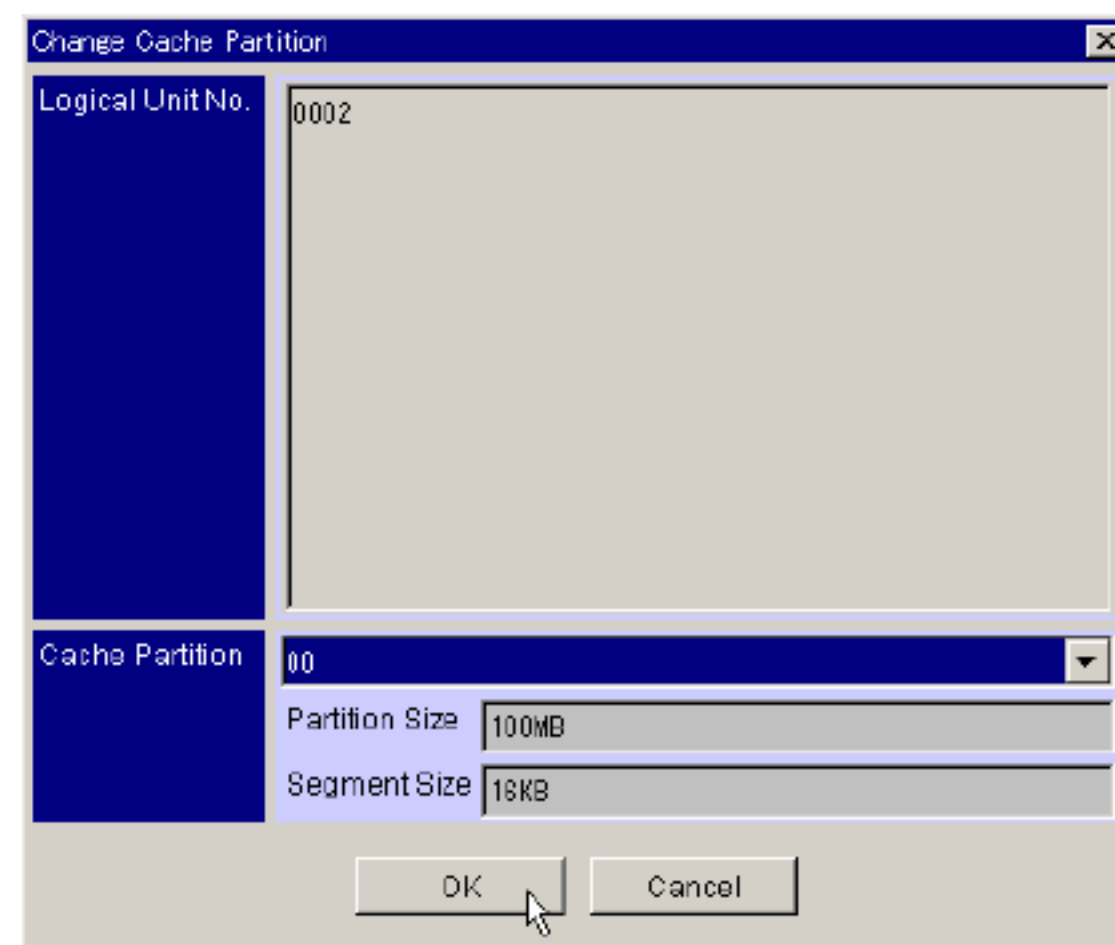 Change Cache Partition
Logical Unit No.
0002
Cache Partition
00
Partition Size
100MB
Segment Size
16KB
OK
Cancel